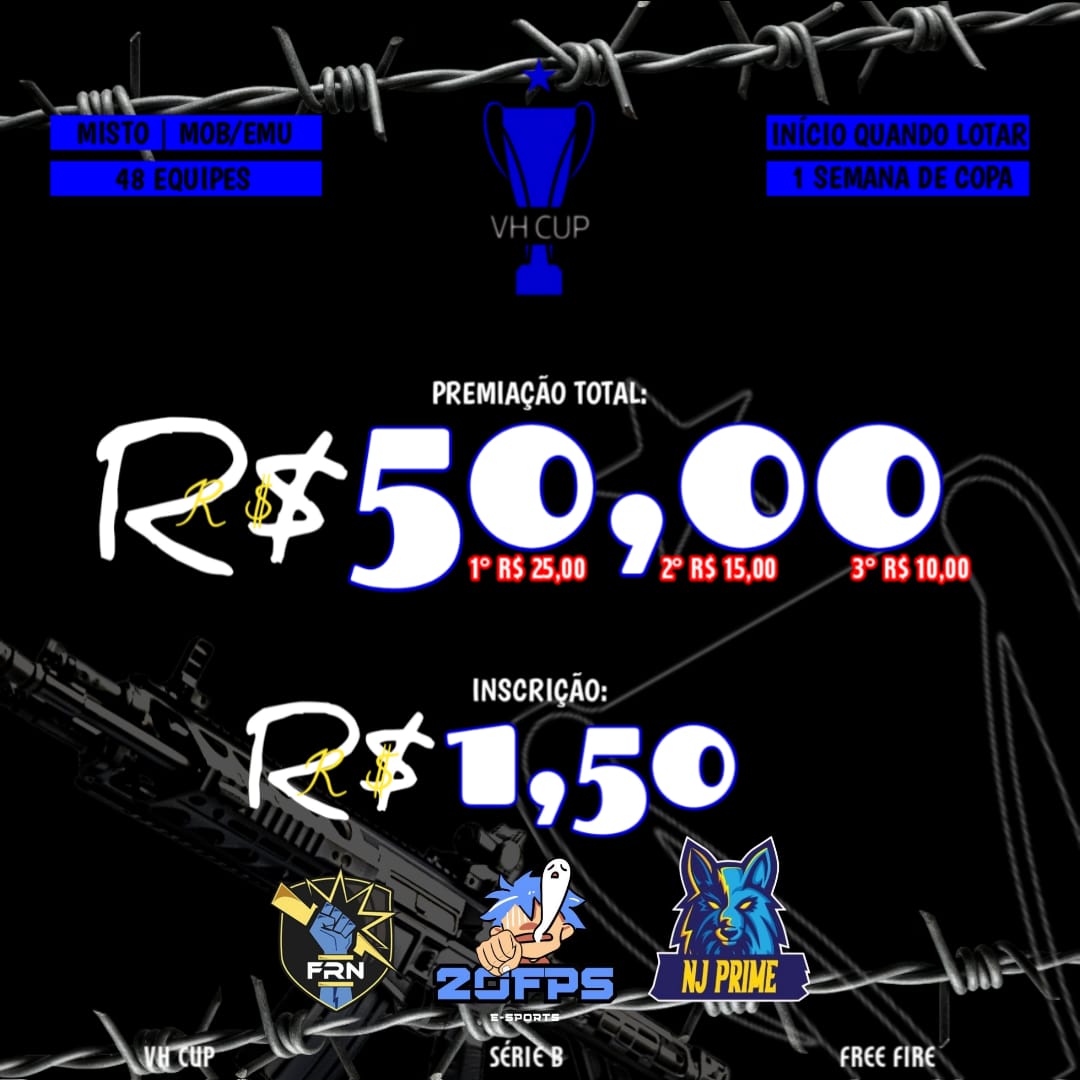 MISTO | MOB/EMU
48 EQUIPES
INÍCIO QUANDO LOTAR
1 SEMANA DE COPA
VH CUP
PREMIAÇÃO TOTAL:
R$50,00
R $
1° R$ 25,00
2° R$ 15,00
3° R$ 10,00
INSCRIÇÃO:
R$1,50
R $
FRN
20FPS
E-SPORTS
NJ PRIME
VH CUP
SÉRIE B
FREE FIRE